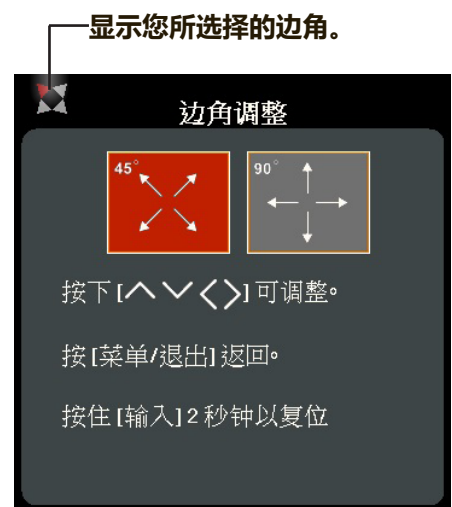 显示您所选择的边角。
边角调整
45° 90°
按下 [∧∨<>] 可调整。
按 [菜单/退出] 返回。
按住 [输入] 2 秒钟以复位